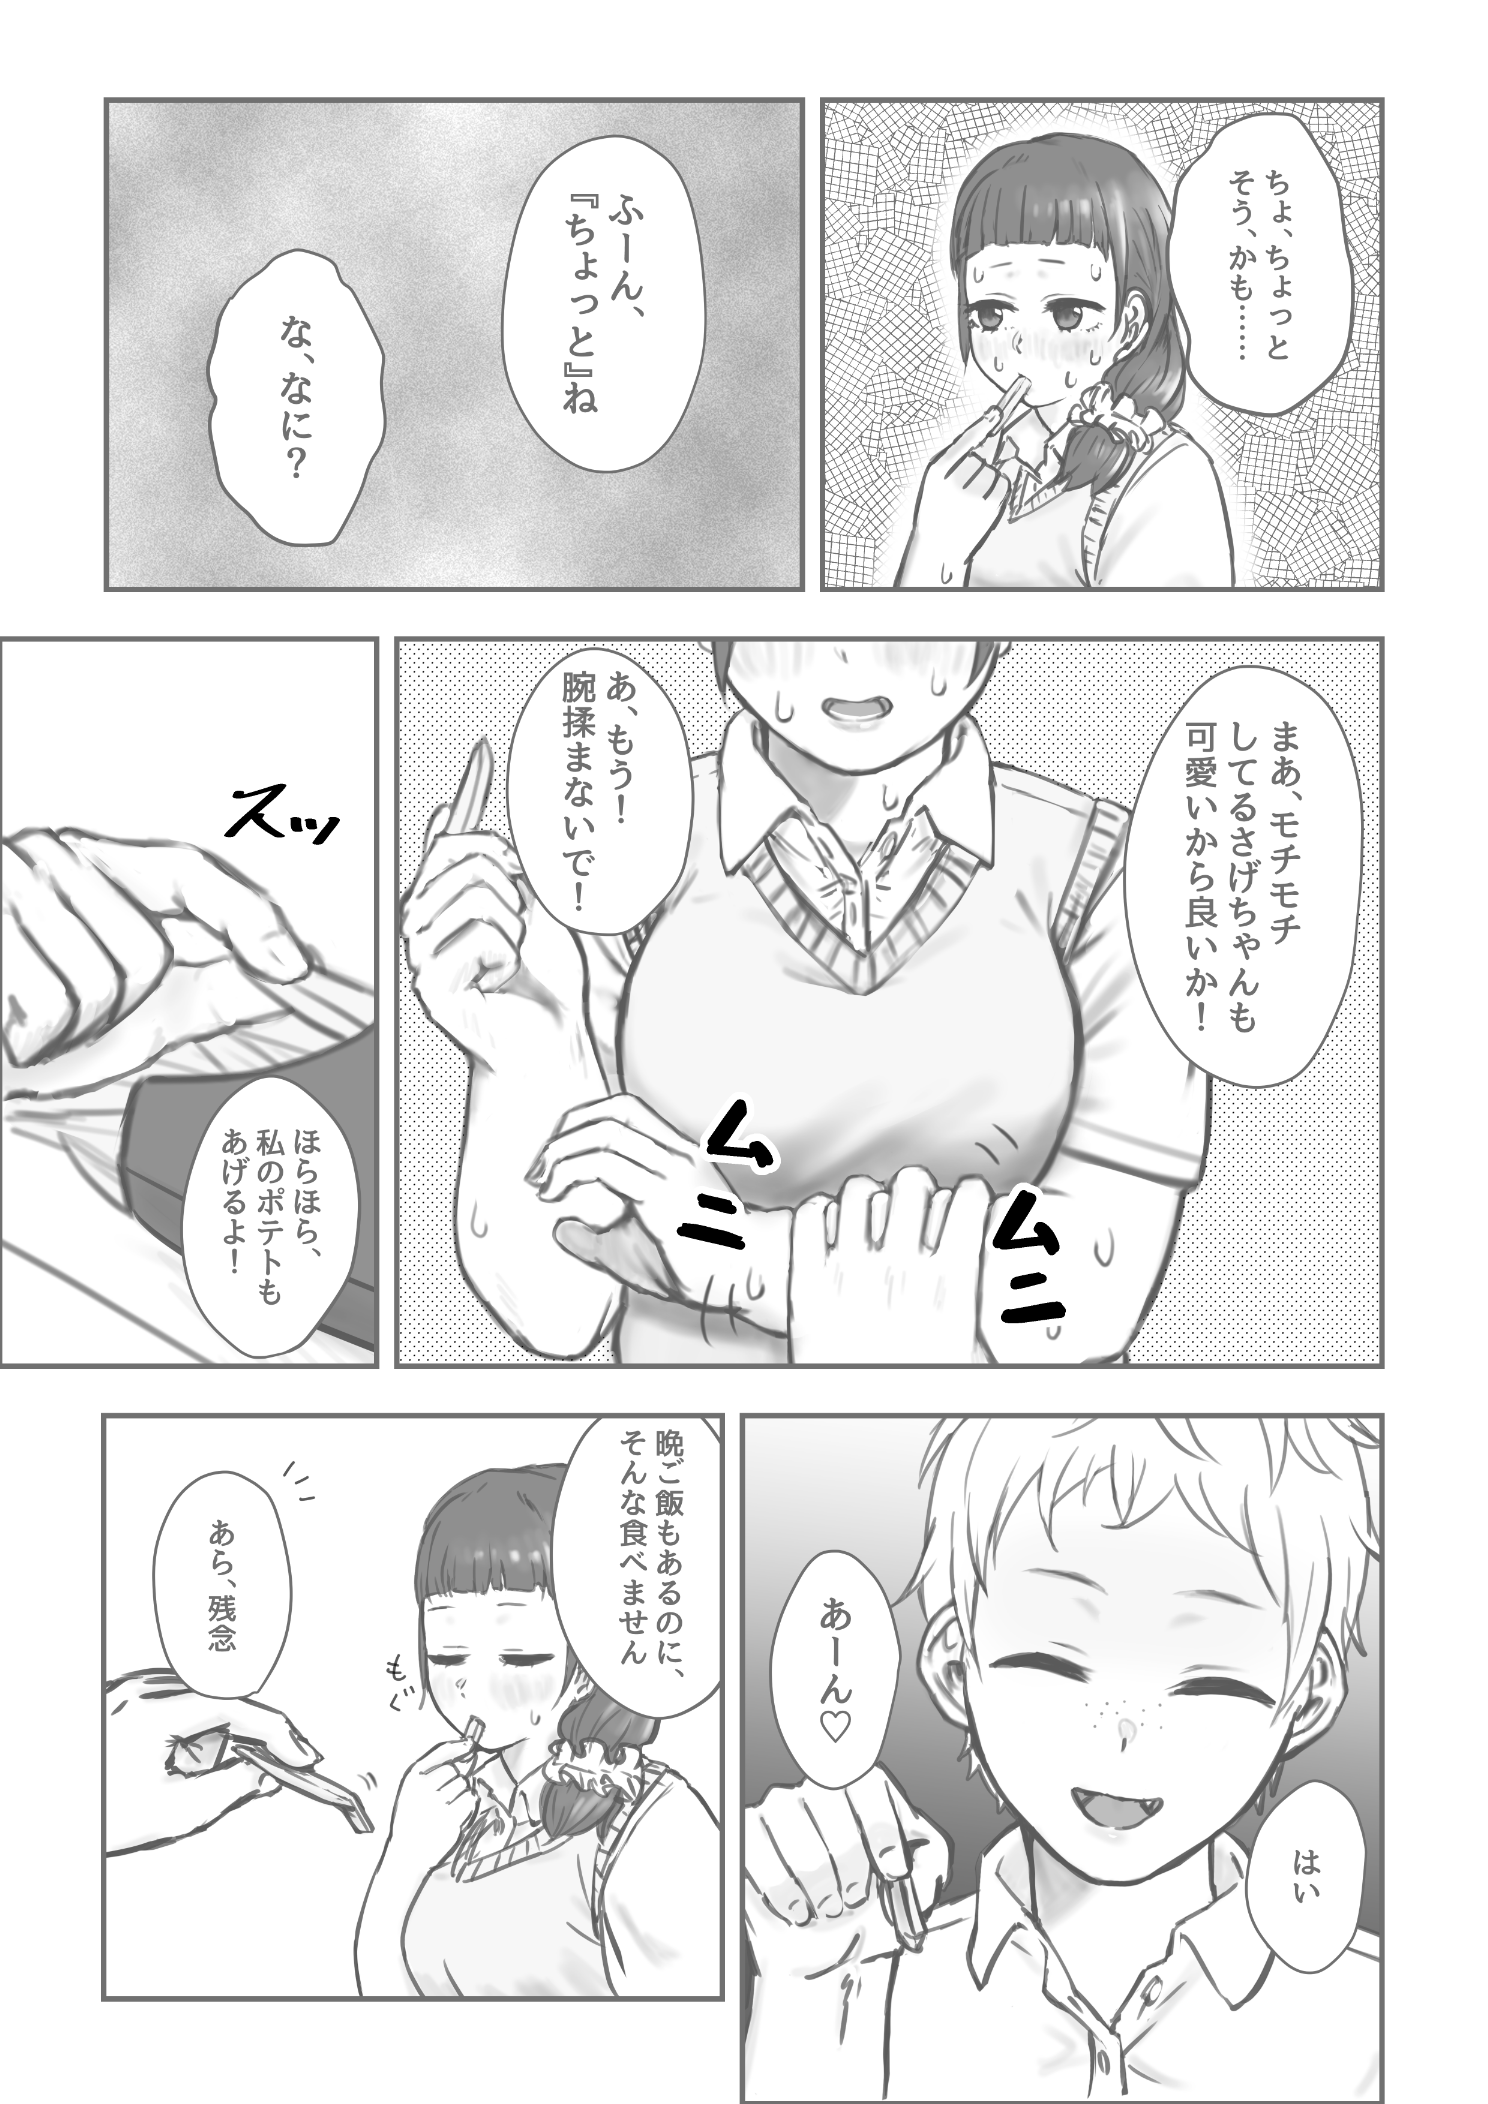 ちょ、ちょっと
そう、かも……
ふーん、
『ちょっと』ね
な、なに？
まあ、モチモチ
してるさげちゃんも
可愛いから良いか！
あ、もう！
腕揉まないで！
ムニ
ムニ
スッ
ほらほら、
私のポテトも
あげるよ！
はい
あーん♡
晩ご飯もあるのに、
そんな食べません
もぐ
あら、残念